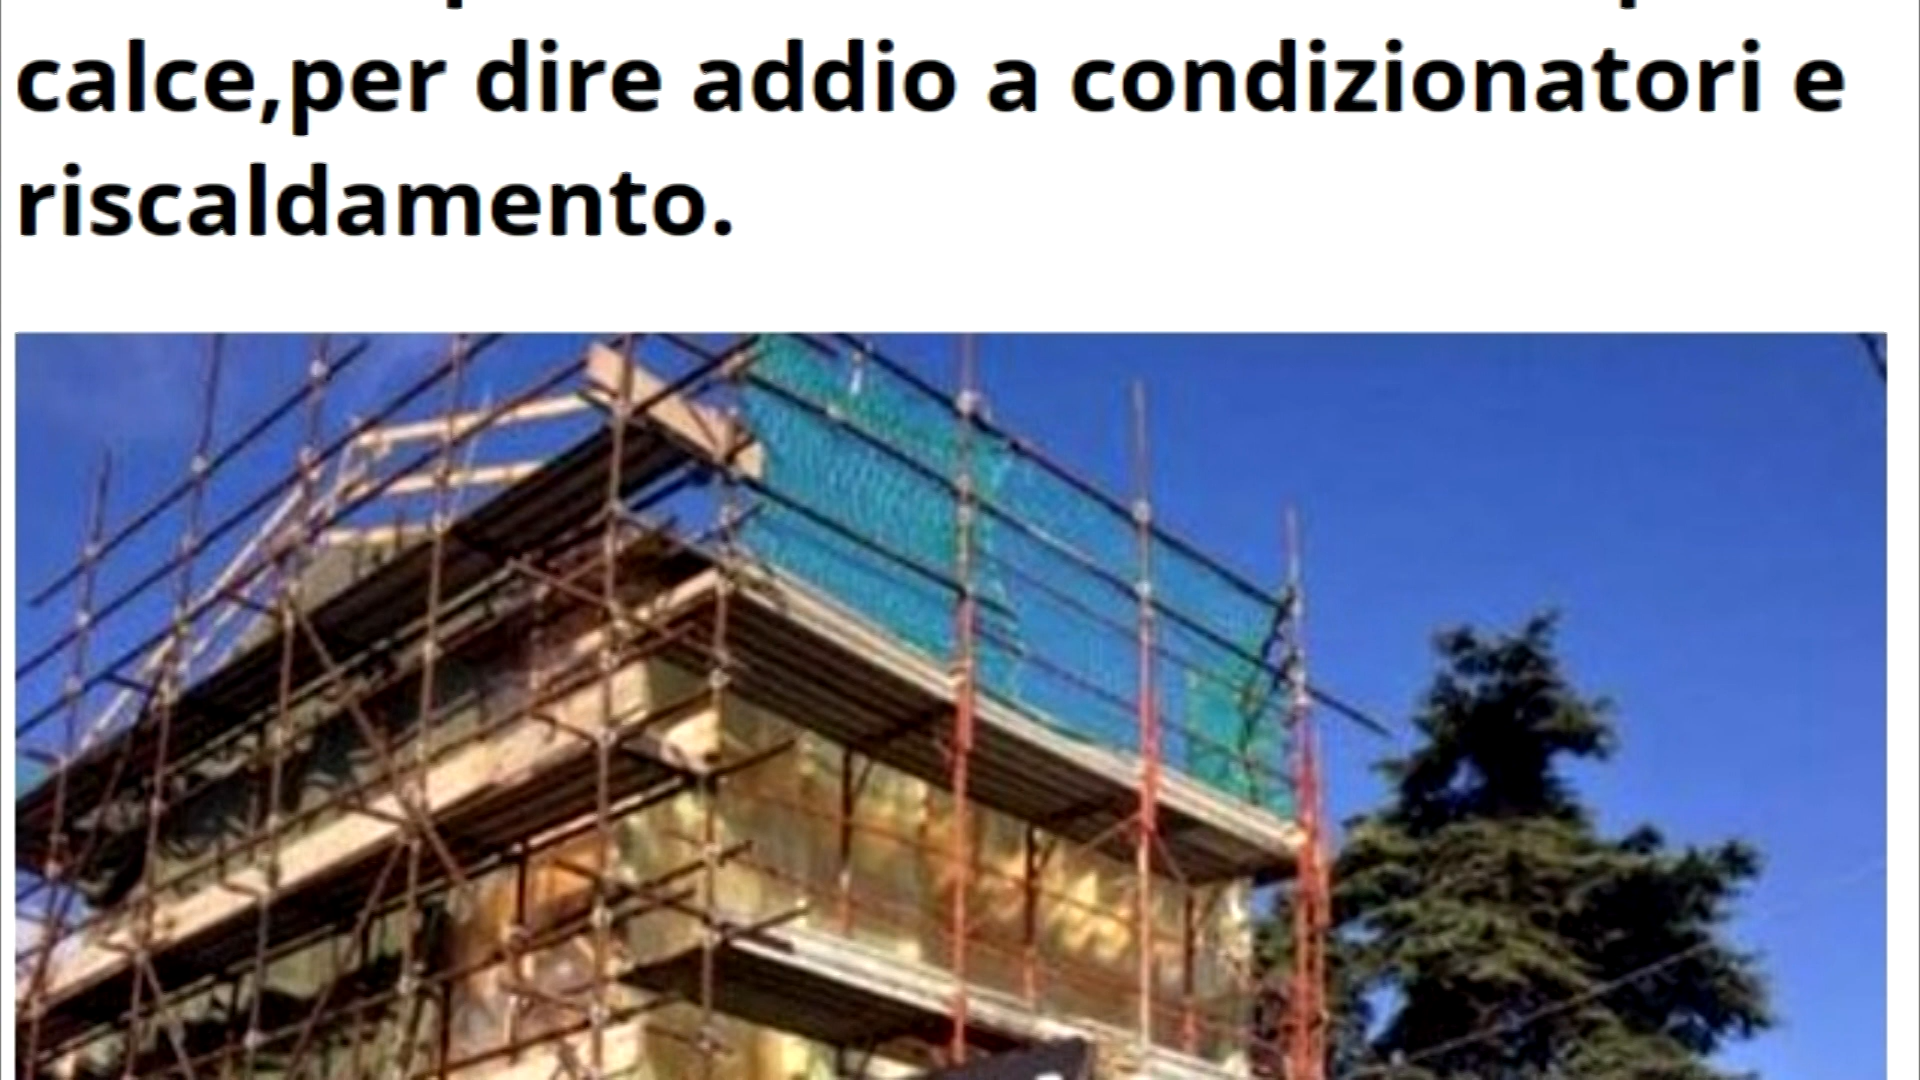 calce,per dire addio a condizionatori e
riscaldamento.